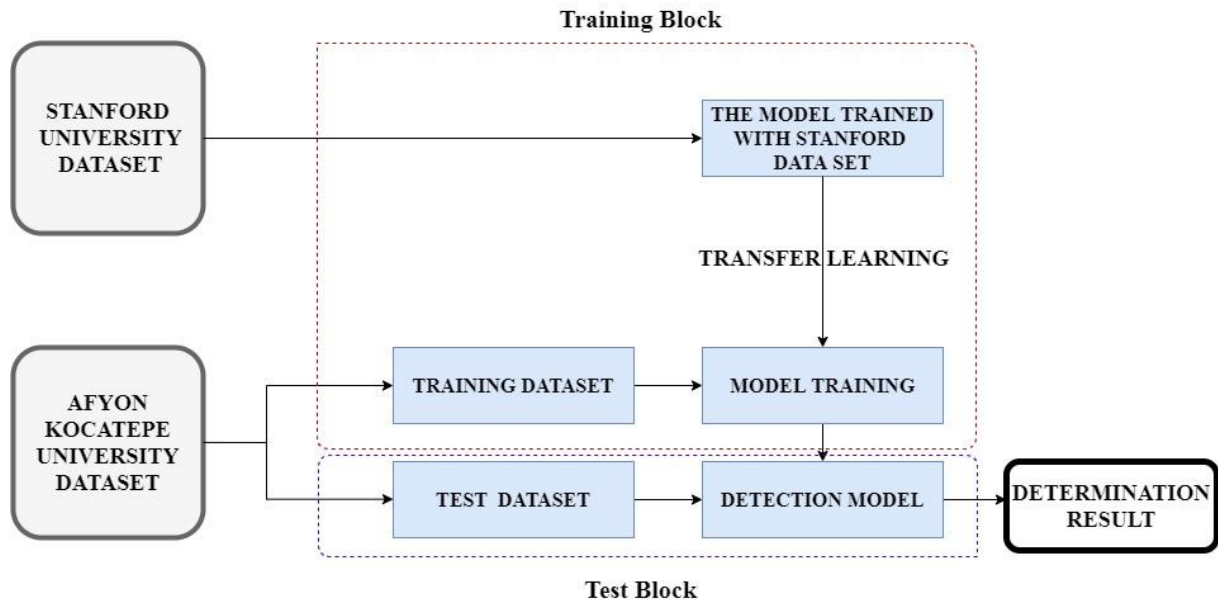 Training Block
STANFORD
UNIVERSITY
DATASET
THE MODEL TRAINED
WITH STANFORD
DATA SET
TRANSFER LEARNING
AFYON
KOCATEPE
UNIVERSITY
DATASET
TRAINING DATASET
MODEL TRAINING
TEST DATASET
DETECTION MODEL
DETERMINATION
RESULT
Test Block